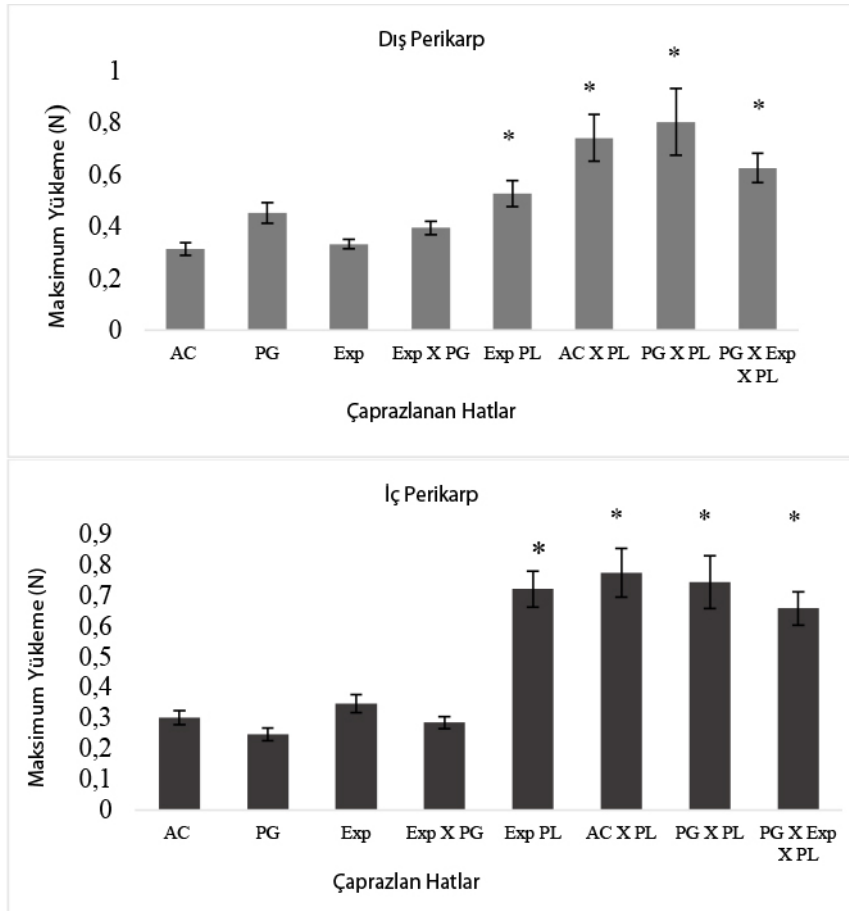 Dış Perikarp
Maksimum Yükleme (N)
1
0,8
0,6
0,4
0,2
0
* * * *
AC PG Exp Exp X PG Exp PL AC X PL PG X PL PG X Exp
X PL
Çaprazlanan Hatlar
İç Perikarp
Maksimum Yükleme (N)
0,9
0,8
0,7
0,6
0,5
0,4
0,3
0,2
0,1
0
* * * *
AC PG Exp Exp X PG Exp PL AC X PL PG X PL PG X Exp
X PL
Çaprazlan Hatlar